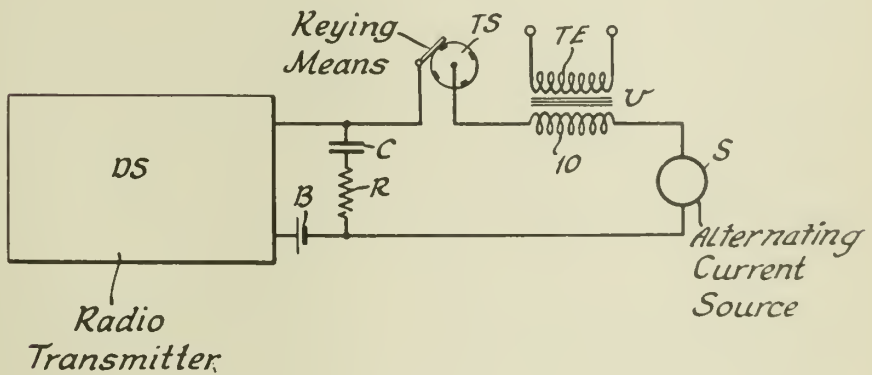 Keying
Means
TS
TE
U
10
S
DS
C
R
B
Alternating
Current
Source
Radio
Transmitter